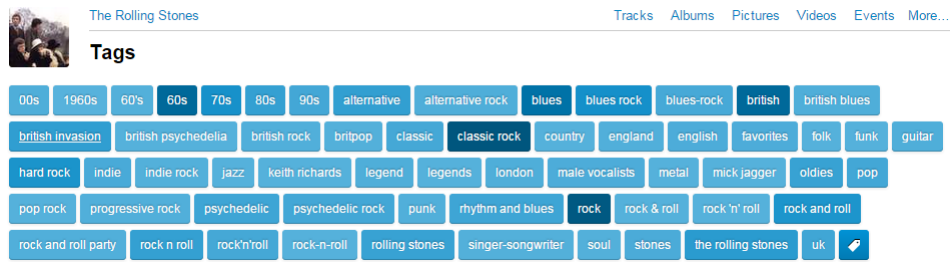 The Rolling Stones Tracks Albums Pictures Videos Events More...
Tags
00s 1960s 60's 60s 70s 80s 90s alternative alternative rock blues blues rock blues-rock british british blues
british invasion british psychedelia british rock britpop classic classic rock country england english favorites folk funk guitar
hard rock indie indie rock jazz keith richards legend legends london male vocalists metal mick jagger oldies pop
pop rock progressive rock psychedelic psychedelic rock punk rhythm and blues rock rock & roll rock 'n' roll rock and roll
rock and roll party rock n roll rock'n'roll rock-n-roll rolling stones singer-songwriter soul stones the rolling stones uk